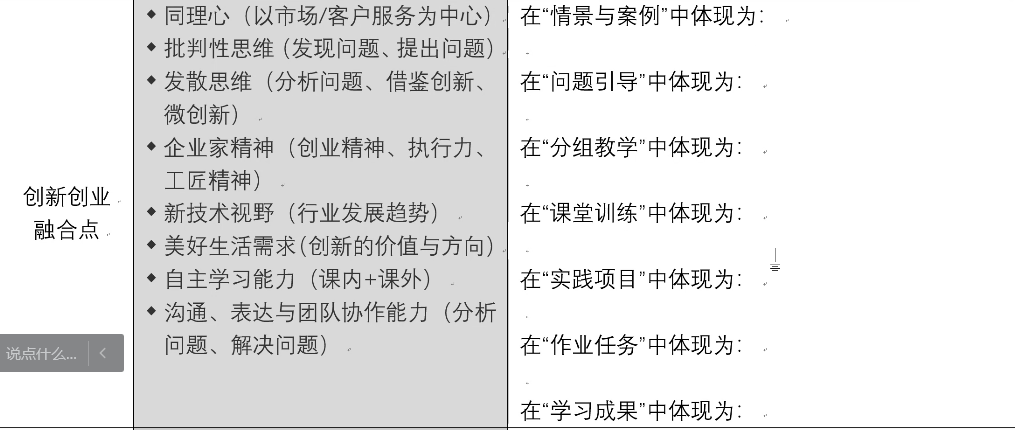 创新创业
融合点
◆ 同理心（以市场/客户服务为中心）
◆ 批判性思维（发现问题、提出问题）
◆ 发散思维（分析问题、借鉴创新、
微创新）
◆ 企业家精神（创业精神、执行力、
工匠精神）
◆ 新技术视野（行业发展趋势）
◆ 美好生活需求(创新的价值与方向)
◆ 自主学习能力（课内+课外）
◆ 沟通、表达与团队协作能力（分析
问题、解决问题）
在“情景与案例”中体现为：
在“问题引导”中体现为：
在“分组教学”中体现为：
在“课堂训练”中体现为：
在“实践项目”中体现为：
在“作业任务”中体现为：
在“学习成果”中体现为：
说点什么...